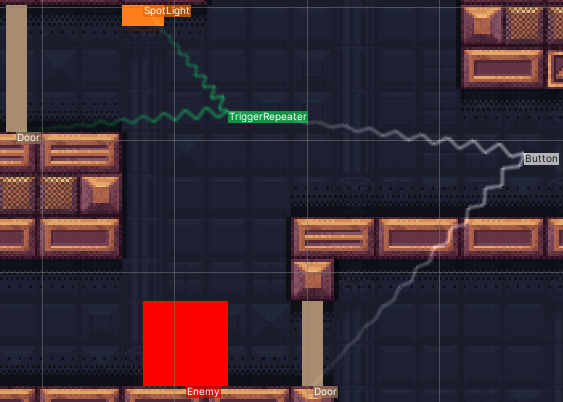 SpotLight
TriggerRepeater
Door
Button
Enemy
Door